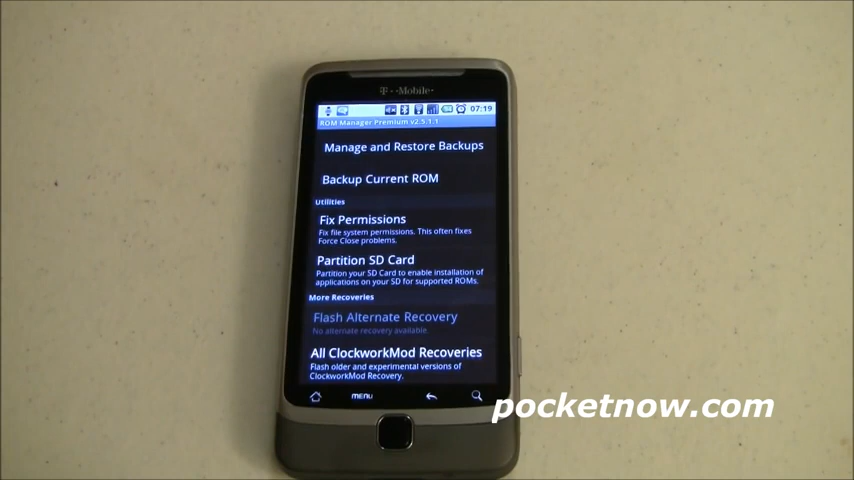 T··Mobile·
07:19
ROM Manager Premium v2.5.1.1
Manage and Restore Backups
Backup Current ROM
Utilities
Fix Permissions
Fix file system permissions. This often fixes
Force Close problems.
Partition SD Card
Partition your SD Card to enable installation of
applications on your SD for supported ROMs.
More Recoveries
Flash Alternate Recovery
No alternate recovery available.
All ClockworkMod Recoveries
Flash older and experimental versions of
ClockworkMod Recovery.
MENU
pocketnow.com